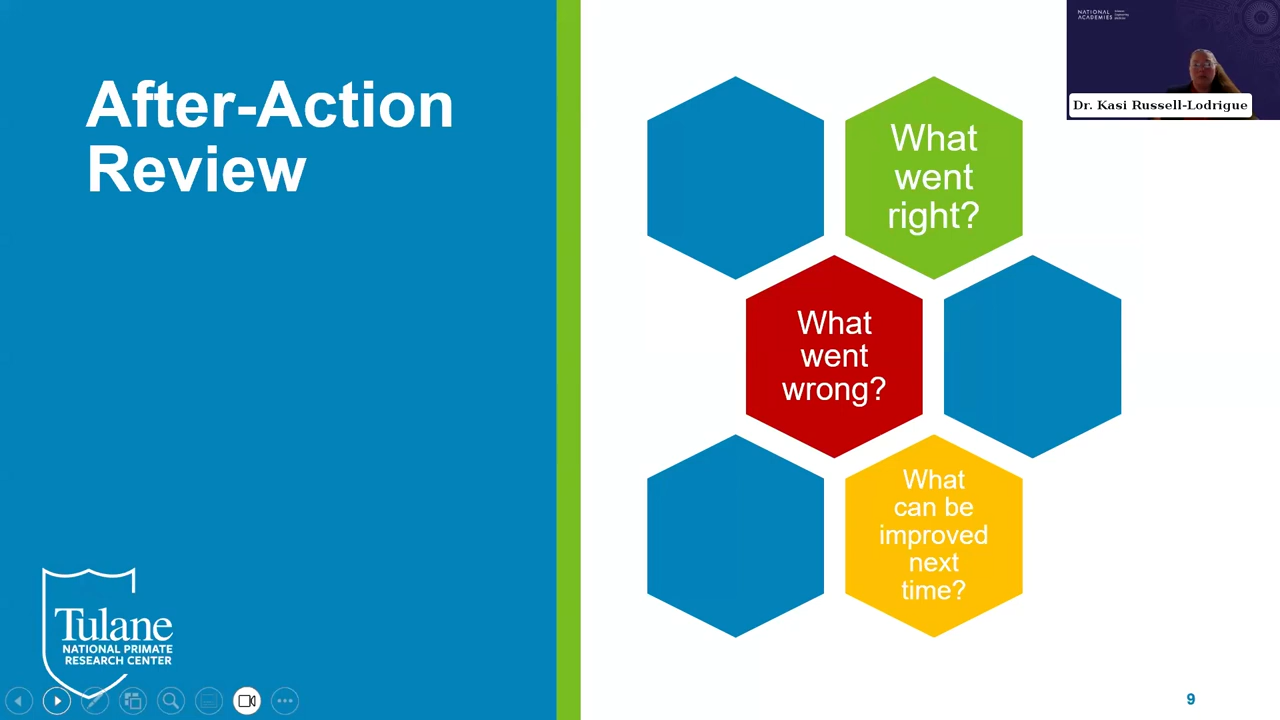 After-Action
Review
What
went
right?
What
went
wrong?
What
can be
improved
next
time?
NATIONAL
ACADEMIES
Dr. Kasi Russell-Lodrigue
Tulane
NATIONAL PRIMATE
RESEARCH CENTER
9